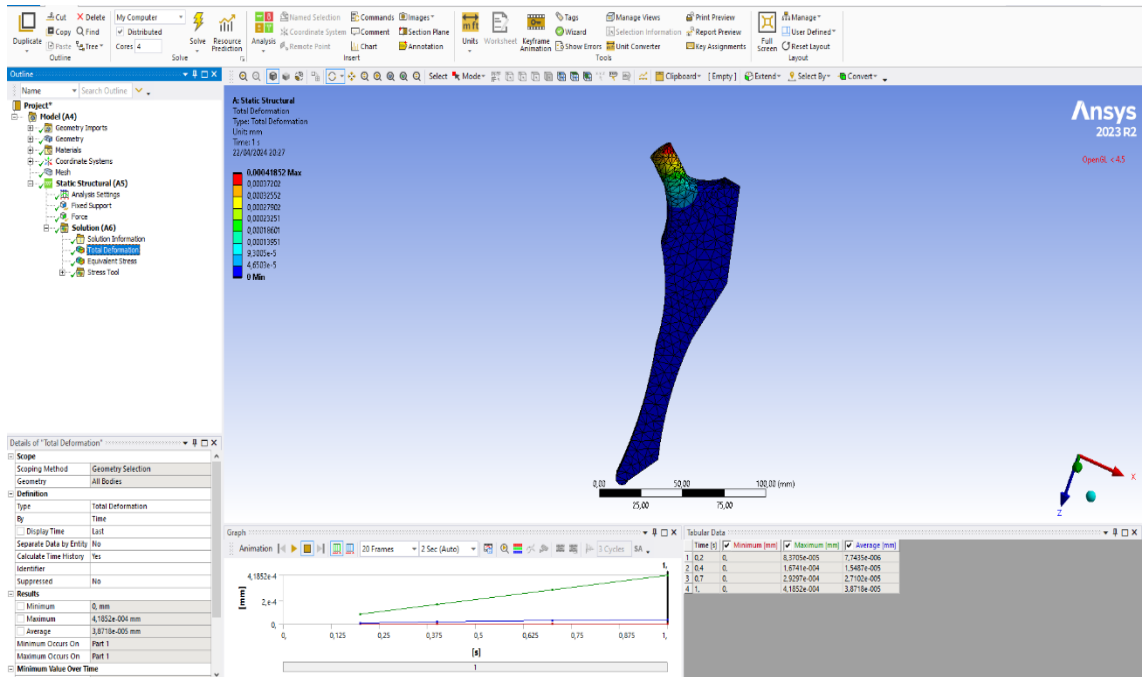 Duplicate
Cut
Delete
Copy
Find
Paste
Tree
Outline
My Computer
Distributed
Cores 4
Solve
Resource Prediction
Solve
Analysis
Named Selection
Coordinate System
Remote Point
Commands
Comment
Chart
Images
Section Plane
Annotation
Insert
Units
Worksheet
Keyframe Animation
Tags
Wizard
Show Errors
Manage Views
Selection Information
Unit Converter
Print Preview
Report Preview
Key Assignments
Tools
Full Screen
Manage
User Defined
Reset Layout
Layout
Outline
Name
Search Outline
Project*
Model (A4)
Geometry Imports
Geometry
Materials
Coordinate Systems
Mesh
Static Structural (A5)
Analysis Settings
Fixed Support
Force
Solution (A6)
Solution Information
Total Deformation
Equivalent Stress
Stress Tool
Select Mode
Clipboard [Empty] Extend Select By Convert
A: Static Structural
Total Deformation
Type: Total Deformation
Unit: mm
Time: 1 s
22/04/2024 20:27
0,00041852 Max
0,00037202
0,00032552
0,00027902
0,00023251
0,00018601
0,00013951
9,3005e-5
4,6503e-5
0 Min
Ansys
2023 R2
OpenGL < 4.5
0,00 50,00 100,00 (mm)
25,00 75,00
X
Z
Details of "Total Deformation"
Scope
Scoping Method Geometry Selection
Geometry All Bodies
Definition
Type Total Deformation
By Time
Display Time Last
Separate Data by Entity No
Calculate Time History Yes
Identifier
Suppressed No
Results
Minimum 0, mm
Maximum 4,1852e-004 mm
Average 3,8718e-005 mm
Minimum Occurs On Part 1
Maximum Occurs On Part 1
Minimum Value Over Time
Graph
Animation 20 Frames 2 Sec (Auto) 3 Cycles
1,
4,1852e-4
2,e-4
0,
[mm]
0, 0,125 0,25 0,375 0,5 0,625 0,75 0,875 1,
[s]
1
Tabular Data
Time [s] Minimum [mm] Maximum [mm] Average [mm]
1 0,2 0, 8,3705e-005 7,7435e-006
2 0,4 0, 1,6741e-004 1,5487e-005
3 0,7 0, 2,9297e-004 2,7102e-005
4 1, 0, 4,1852e-004 3,8718e-005